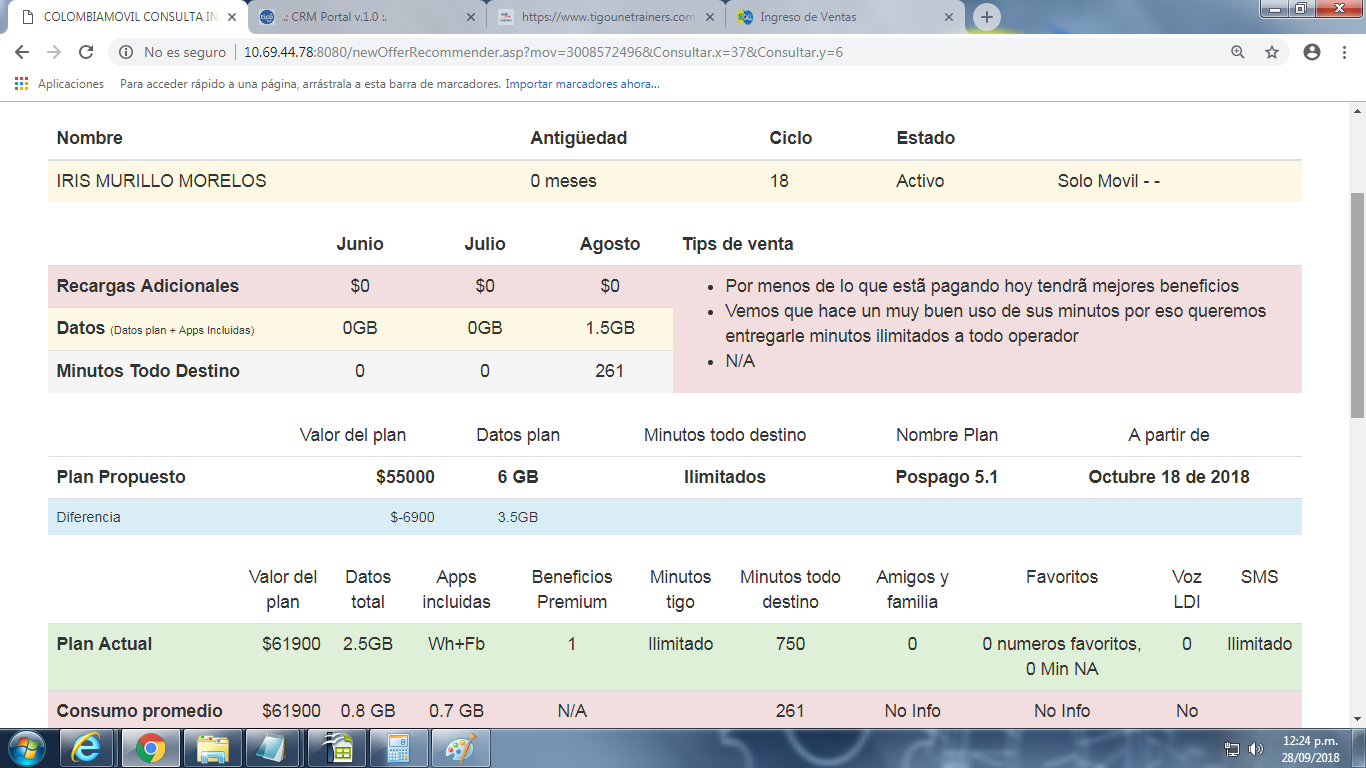 COLOMBIAMOVIL CONSULTA IN
.: CRM Portal v.1.0 :.
https://www.tigounetrainers.com
Ingreso de Ventas
No es seguro 10.69.44.78:8080/newOfferRecommender.asp?mov=3008572496&Consultar.x=37&Consultar.y=6
Aplicaciones Para acceder rápido a una página, arrástrala a esta barra de marcadores. Importar marcadores ahora...
Nombre Antigüedad Ciclo Estado
IRIS MURILLO MORELOS 0 meses 18 Activo Solo Movil - -
Junio Julio Agosto Tips de venta
Recargas Adicionales $0 $0 $0
Datos (Datos plan + Apps Incluidas) 0GB 0GB 1.5GB
Minutos Todo Destino 0 0 261
• Por menos de lo que estã pagando hoy tendrã mejores beneficios
• Vemos que hace un muy buen uso de sus minutos por eso queremos
entregarle minutos ilimitados a todo operador
• N/A
Valor del plan Datos plan Minutos todo destino Nombre Plan A partir de
Plan Propuesto $55000 6 GB Ilimitados Pospago 5.1 Octubre 18 de 2018
Diferencia $-6900 3.5GB
Valor del Datos Apps Beneficios Minutos Minutos todo Amigos y Favoritos Voz SMS
plan total incluidas Premium tigo destino familia LDI
Plan Actual $61900 2.5GB Wh+Fb 1 Ilimitado 750 0 0 numeros favoritos, 0 Ilimitado
0 Min NA
Consumo promedio $61900 0.8 GB 0.7 GB N/A 261 No Info No Info No
12:24 p.m.
28/09/2018